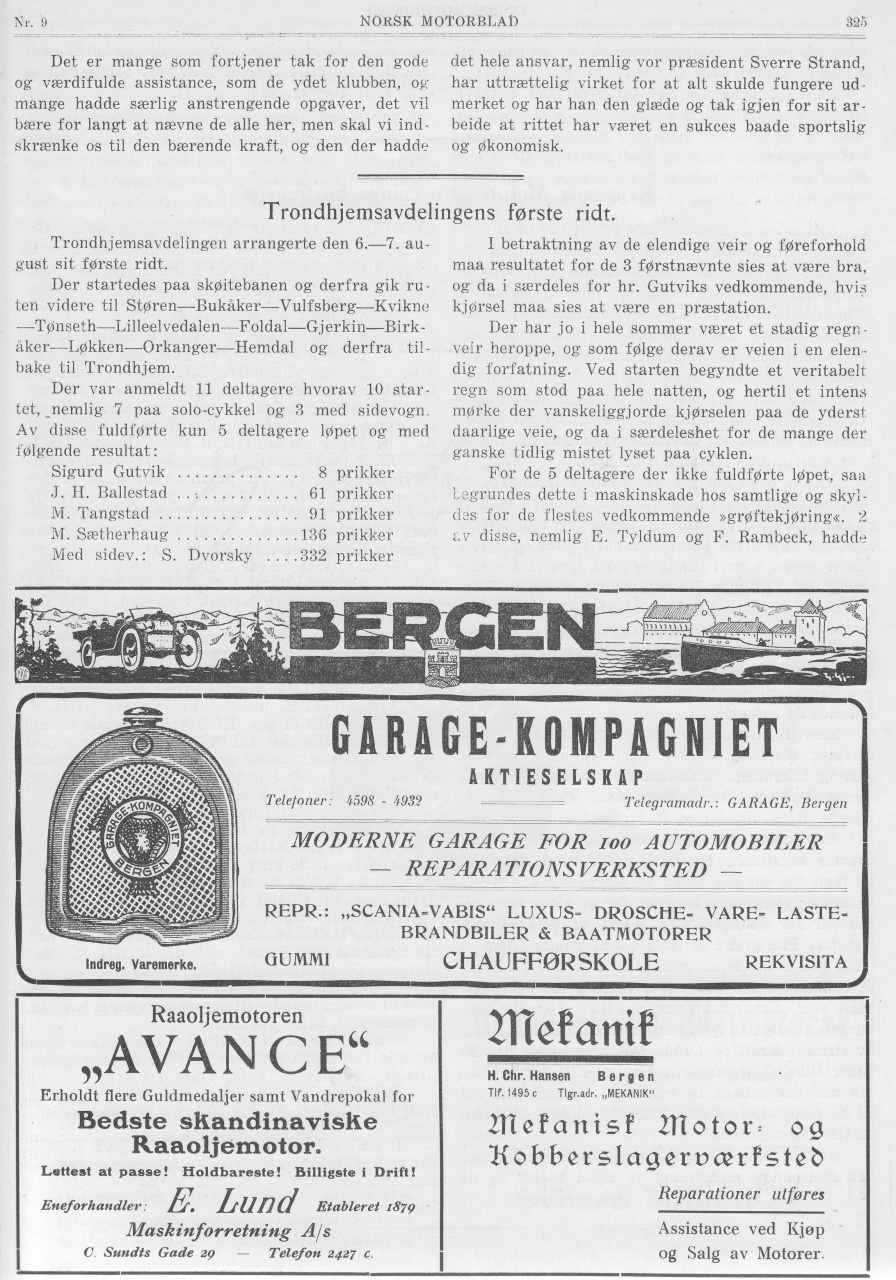 Nr. 9
NORSK MOTORBLAD
325
Det er mange som fortjener tak for den gode
og værdifulde assistance, som de ydet klubben, og
mange hadde særlig anstrengende opgaver, det vil
bære for langt at nævne de alle her, men skal vi ind-
skrænke os til den bærende kraft, og den der hadde
det hele ansvar, nemlig vor præsident Sverre Strand,
har uttrættelig virket for at alt skulde fungere ud-
merket og har han den glæde og tak igjen for sit ar-
beide at rittet har været en sukces baade sportslig
og økonomisk.
Trondhjemsavdelingens første ridt.
Trondhjemsavdelingen arrangerte den 6.—7. au-
gust sit første ridt.
Der startedes paa skøitebanen og derfra gik ru-
ten videre til Støren—Bukåker—Vulfsberg—Kvikne
—Tønseth—Lilleelvedalen—Foldal—Gjerkin—Birk-
åker—Løkken—Orkanger—Hemdal og derfra til-
bake til Trondhjem.
Der var anmeldt 11 deltagere hvorav 10 star-
tet, nemlig 7 paa solo-cykkel og 3 med sidevogn.
Av disse fuldførte kun 5 deltagere løpet og med
følgende resultat:
Sigurd Gutvik .............. 8 prikker
J. H. Ballestad .............. 61 prikker
M. Tangstad ................ 91 prikker
M. Sætherhaug ..............136 prikker
Med sidev.: S. Dvorsky ....332 prikker
I betraktning av de elendige veir og føreforhold
maa resultatet for de 3 førstnævnte sies at være bra,
og da i særdeles for hr. Gutviks vedkommende, hvis
kjørsel maa sies at være en præstation.
Der har jo i hele sommer været et stadig regn-
veir heroppe, og som følge derav er veien i en elen-
dig forfatning. Ved starten begyndte et veritabelt
regn som stod paa hele natten, og hertil et intens
mørke der vanskeliggjorde kjørselen paa de yderst
daarlige veie, og da i særdeleshet for de mange der
ganske tidlig mistet lyset paa cyklen.
For de 5 deltagere der ikke fuldførte løpet, saa
begrundes dette i maskinskade hos samtlige og skyl-
des for de flestes vedkommende »grøftekjøring«. 2
av disse, nemlig E. Tyldum og F. Rambeck, hadde
BERGEN
GARAGE-KOMPAGNIET
AKTIESELSKAP
Telefoner: 4598 - 4932
Telegramadr.: GARAGE, Bergen
MODERNE GARAGE FOR 100 AUTOMOBILER
— REPARATIONSVERKSTED —
REPR.: „SCANIA-VABIS“ LUXUS- DROSCHE- VARE- LASTE-
BRANDBILER & BAATMOTORER
GUMMI CHAUFFØRSKOLE REKVISITA
GARAGE-KOMPAGNIET
BERGEN
Indreg. Varemerke.
Raaoljemotoren
„AVANCE“
Erholdt flere Guldmedaljer samt Vandrepokal for
Bedste skandinaviske
Raaoljemotor.
Lettest at passe! Holdbareste! Billigste i Drift!
Eneforhandler: E. Lund Etableret 1879
Maskinforretning A/s
C. Sundts Gade 29 — Telefon 2427 c.
Mekanik
H. Chr. Hansen Bergen
Tlf. 1495 c Tlgr.adr. „MEKANIK“
Mekanisk Motor- og
Kobberslagerværksted
Reparationer utføres
Assistance ved Kjøp
og Salg av Motorer.